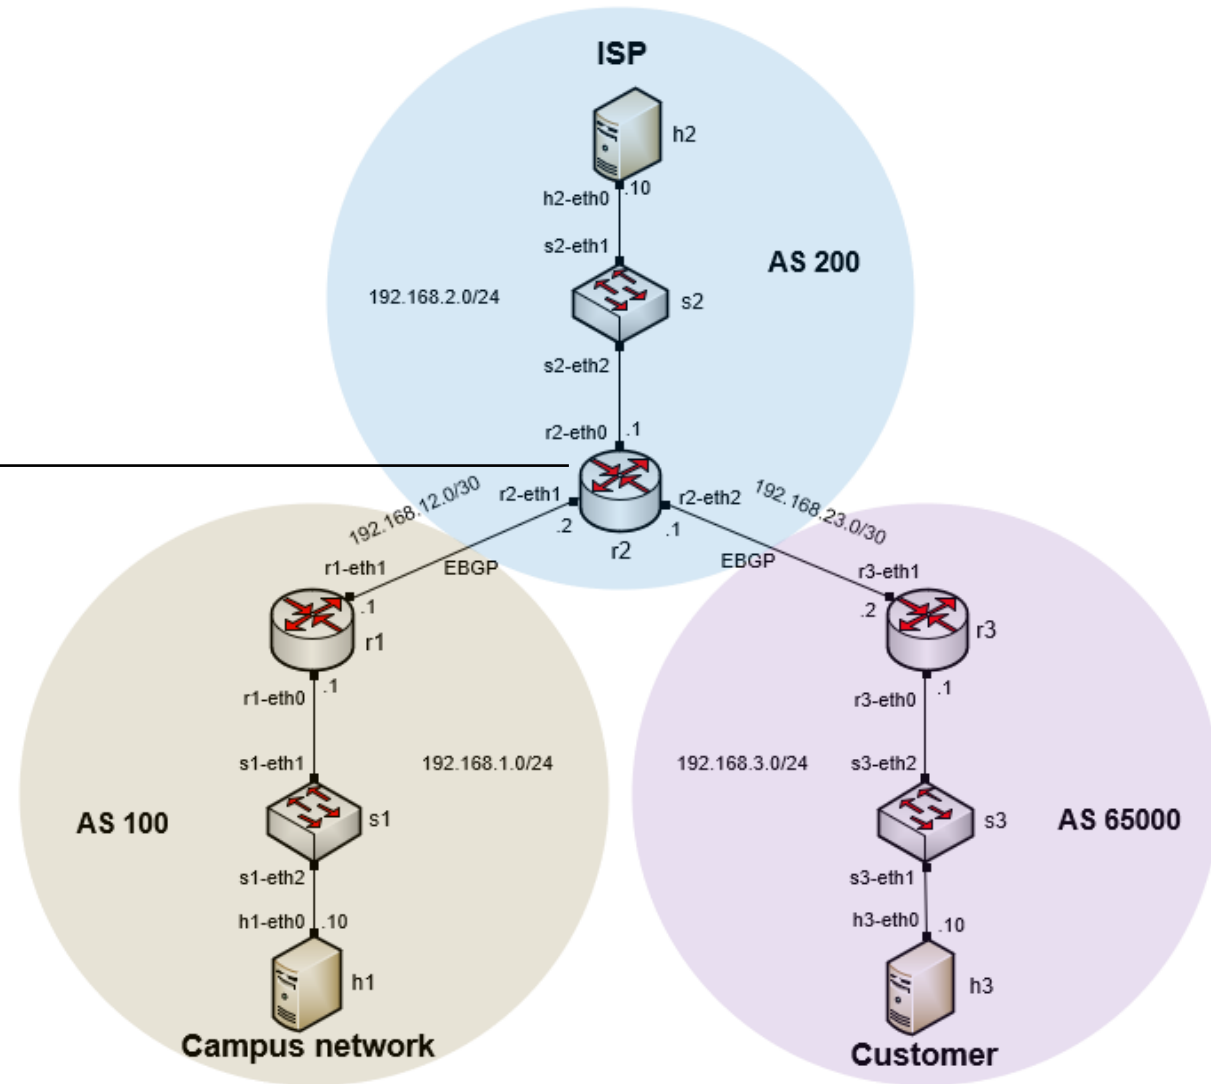 ISP
h2
.10
h2-eth0
s2-eth1
AS 200
192.168.2.0/24
s2
s2-eth2
r2-eth0
.1
192.168.12.0/30
r2-eth1
r2-eth2
192.168.23.0/30
.2
.1
r2
r1-eth1
EBGP
EBGP
r3-eth1
.1
.2
r1
r3
r1-eth0
.1
r3-eth0
.1
s1-eth1
192.168.1.0/24
192.168.3.0/24
s3-eth2
AS 100
s1
s3
AS 65000
s1-eth2
s3-eth1
h1-eth0
.10
h3-eth0
.10
h1
h3
Campus network
Customer